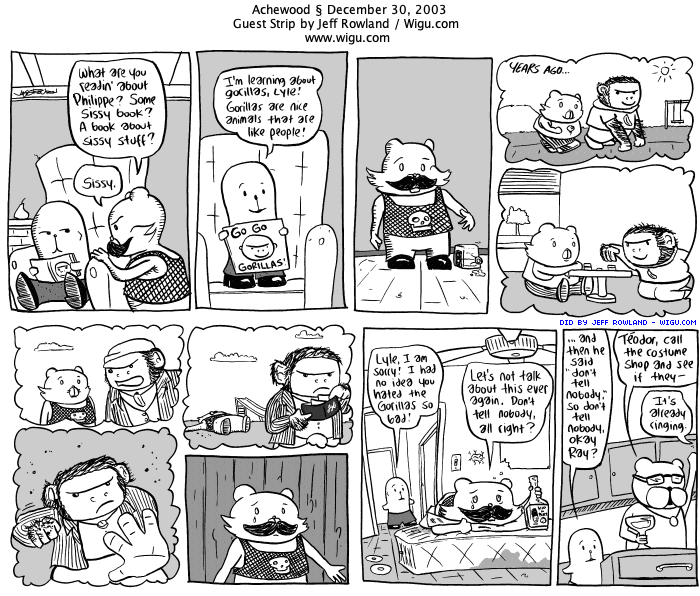 Achewood § December 30, 2003
Guest Strip by Jeff Rowland / Wigu.com
www.wigu.com
What are you
readin' about
Philippe? Some
Sissy book?
A book about
sissy stuff?
Sissy.
I'm learning about
gorillas, Lyle!
Gorillas are nice
animals that are
like people!
GO GO
GORILLAS!
YEARS AGO...
DID BY JEFF ROWLAND - WIGU.COM
Lyle, I am
sorry! I had
no idea you
hated the
Gorillas so
bad!
Let's not talk
about this ever
again. Don't
tell nobody,
all right?
... and
then he
said
"don't
tell
nobody,"
so don't
tell
nobody,
okay
Ray?
Téodor, call
the costume
shop and see
if they—
It's
already
ringing.